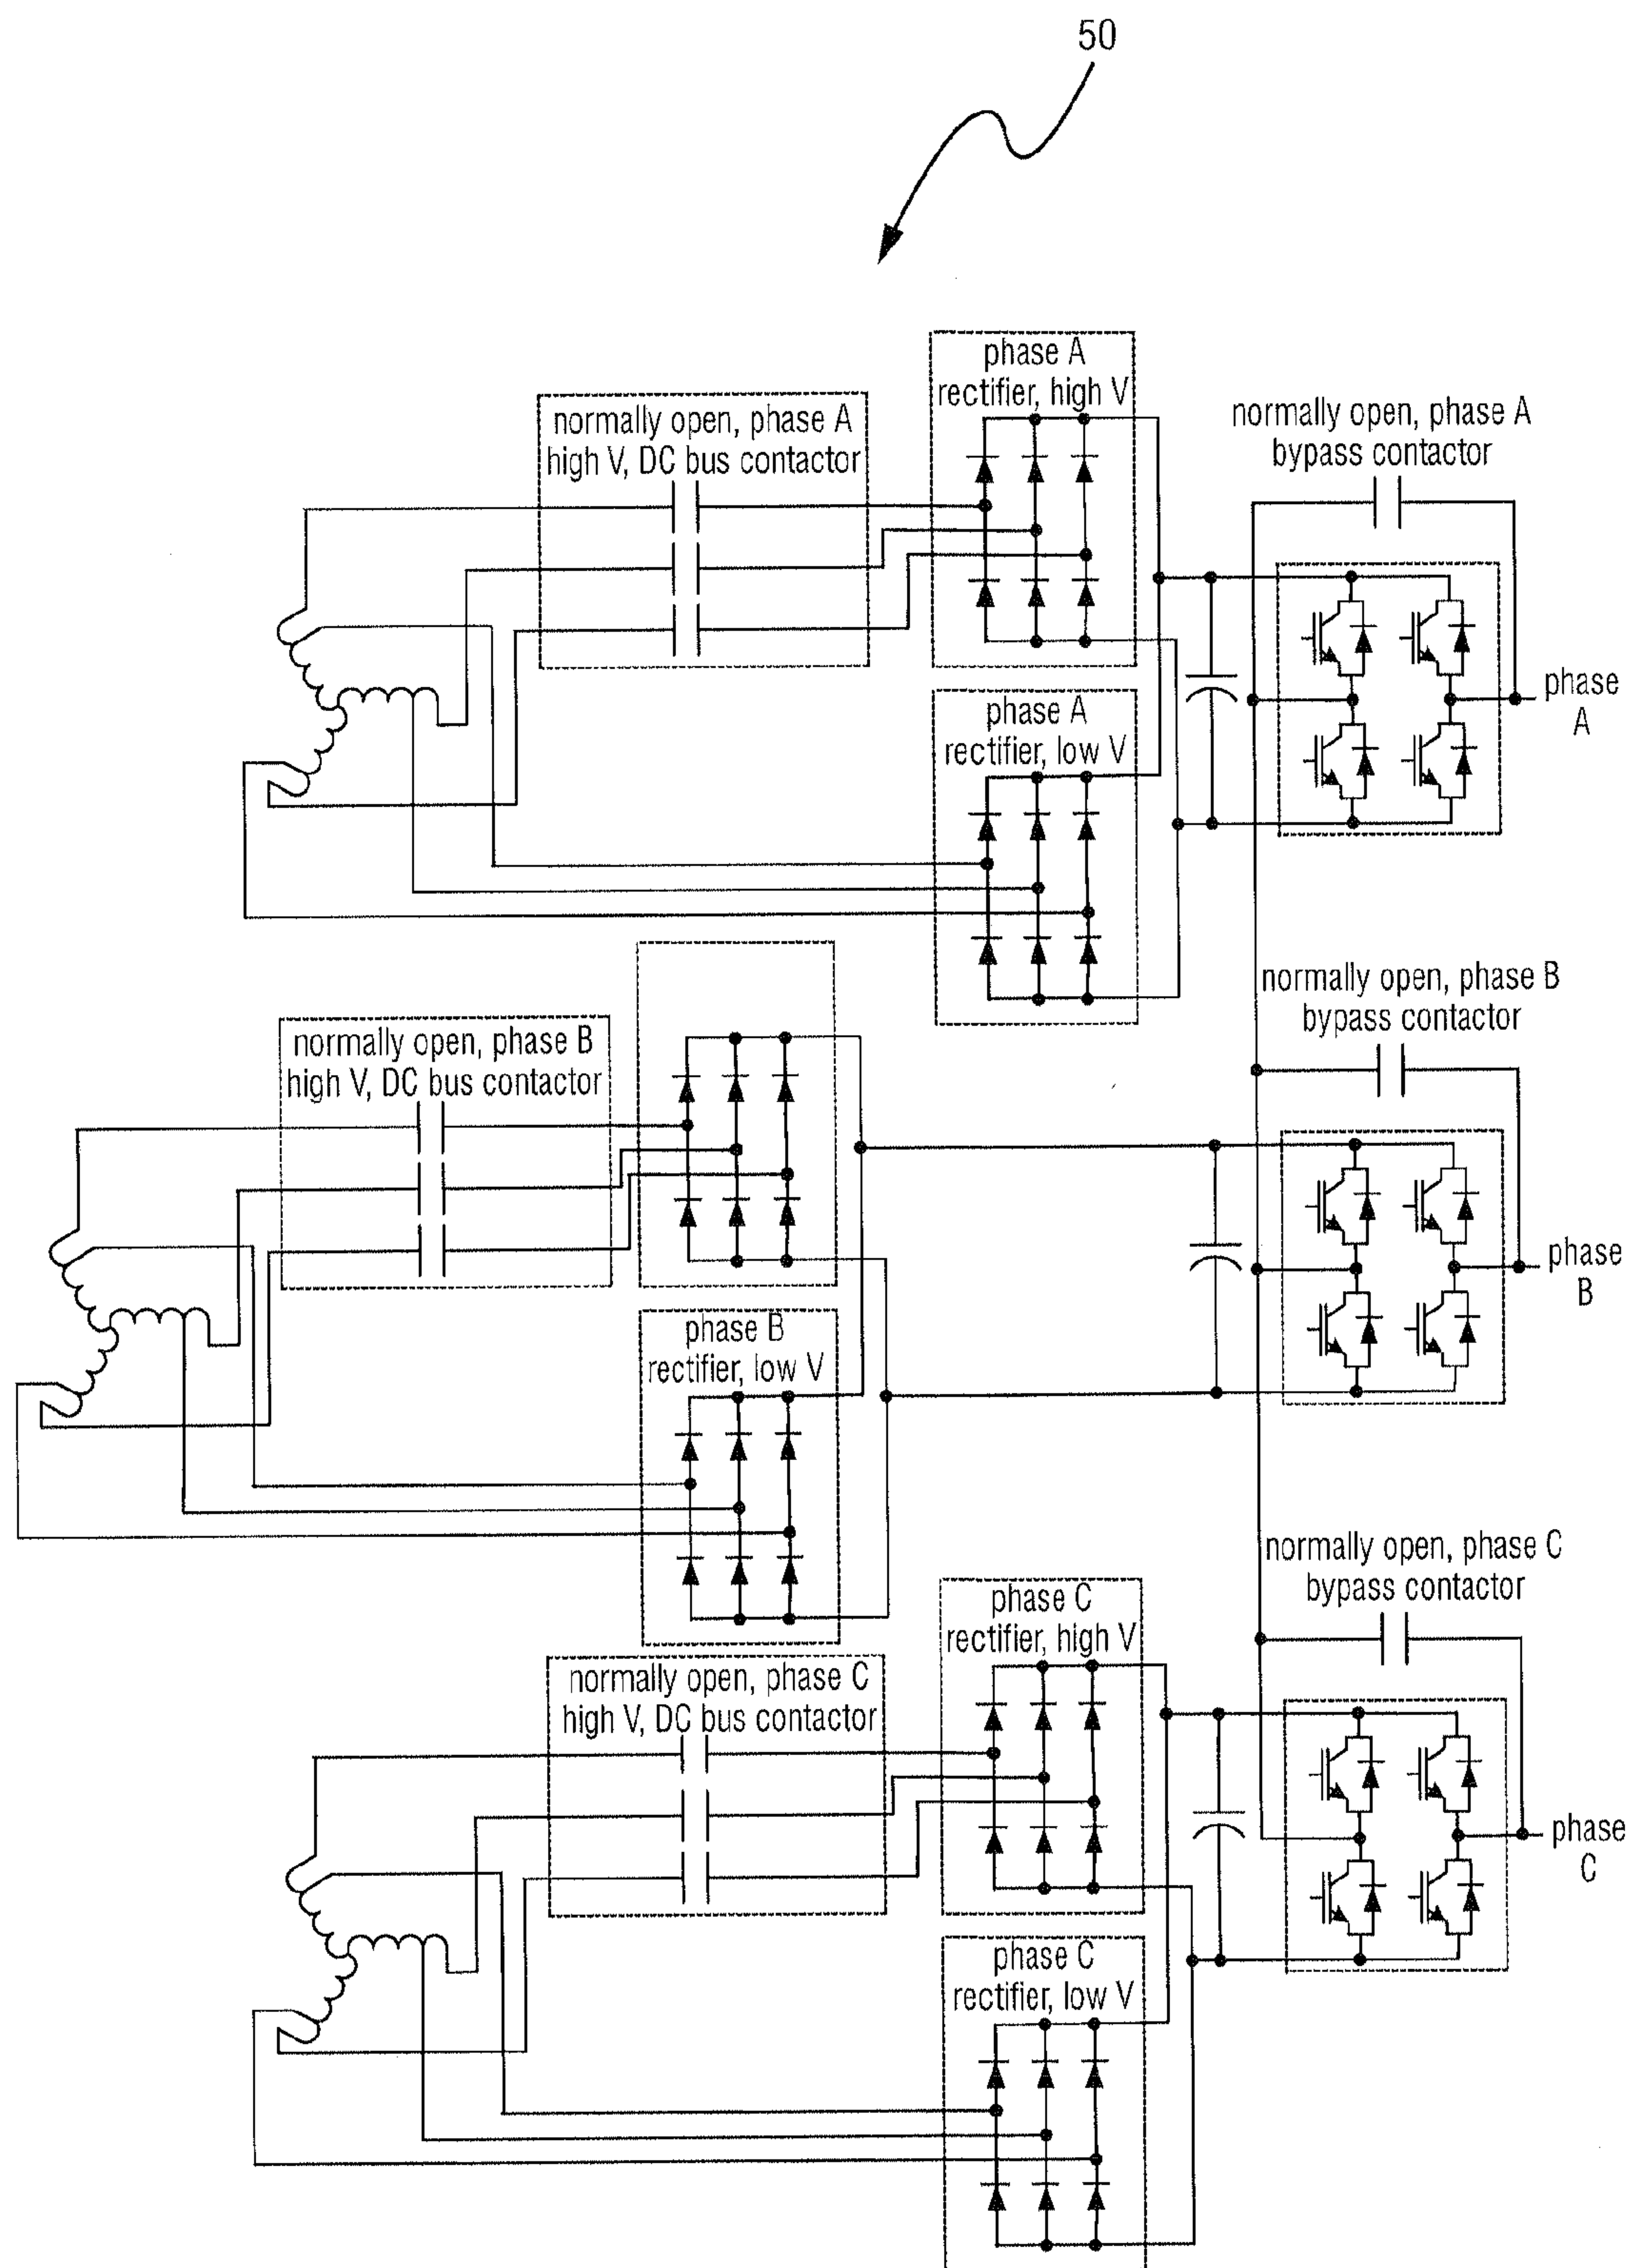 50
phase A
rectifier, high V
normally open, phase A
high V, DC bus contactor
normally open, phase A
bypass contactor
phase
A
phase A
rectifier, low V
normally open, phase B
bypass contactor
normally open, phase B
high V, DC bus contactor
phase
B
phase B
rectifier, low V
normally open, phase C
bypass contactor
phase C
rectifier, high V
normally open, phase C
high V, DC bus contactor
phase
C
phase C
rectifier, low V